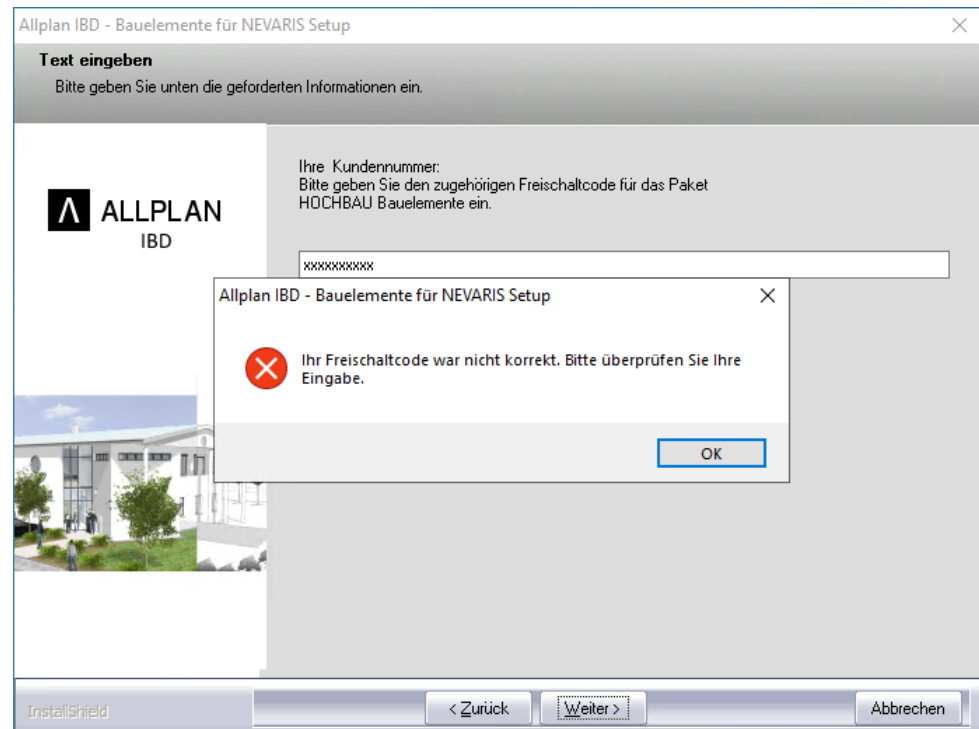 Allplan IBD - Bauelemente für NEVARIS Setup
Text eingeben
Bitte geben Sie unten die geforderten Informationen ein.
ALLPLAN
IBD
Ihre Kundennummer:
Bitte geben Sie den zugehörigen Freischaltcode für das Paket
HOCHBAU Bauelemente ein.
xxxxxxxxxx
Allplan IBD - Bauelemente für NEVARIS Setup
Ihr Freischaltcode war nicht korrekt. Bitte überprüfen Sie Ihre
Eingabe.
OK
InstallShield
< Zurück
Weiter >
Abbrechen